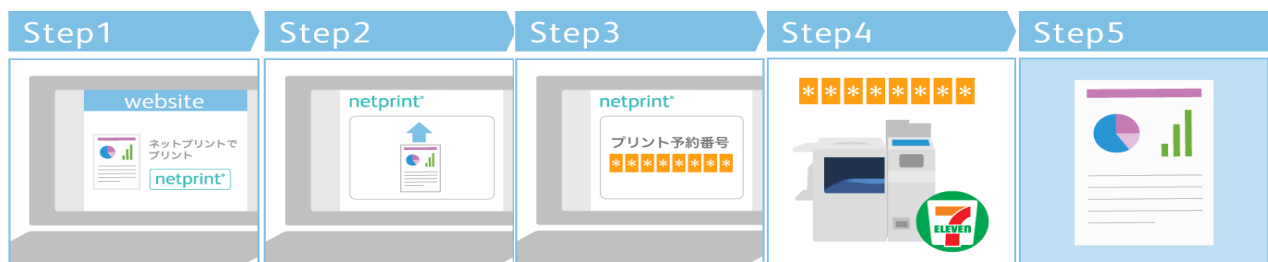 Step1
Step2
Step3
Step4
Step5
website
ネットプリントで
プリント
netprint®
netprint®
netprint®
プリント予約番号
********
********
7
ELEVEN